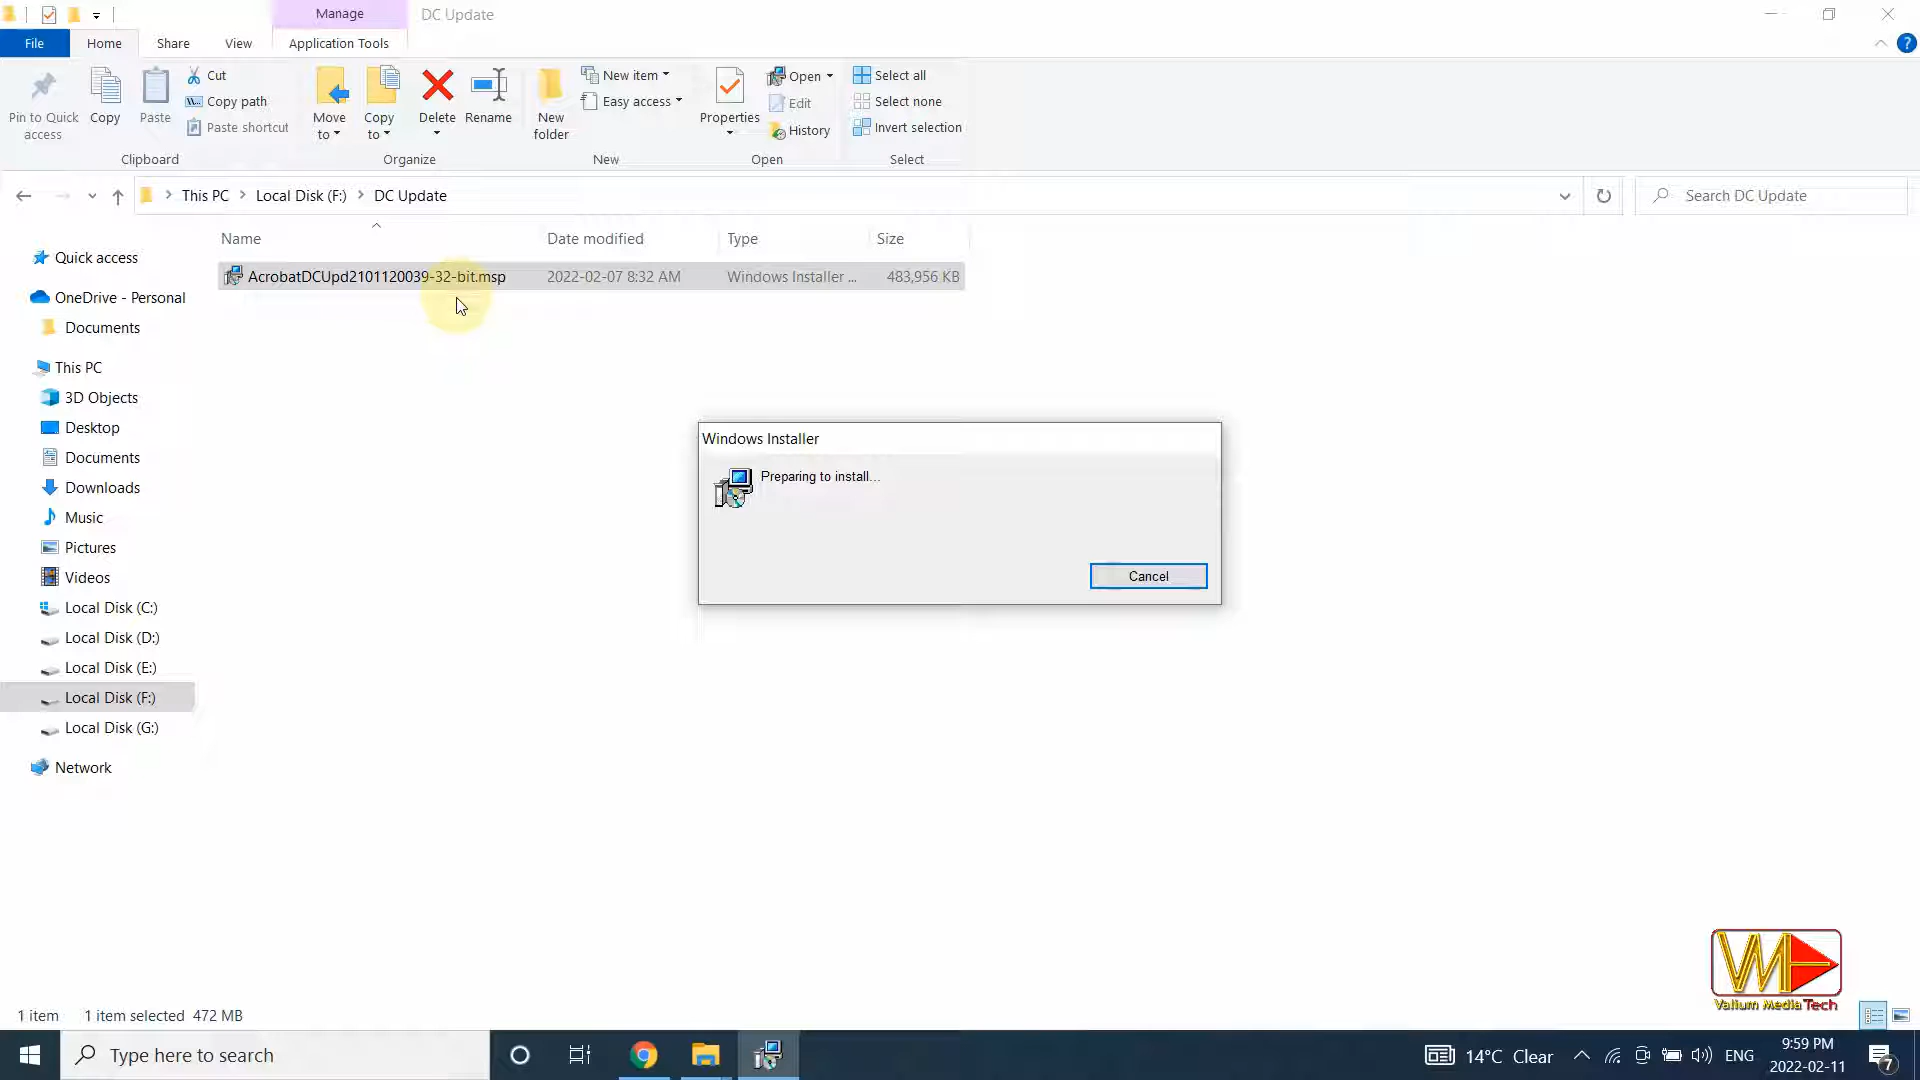 Manage
DC Update
File
Home
Share
View
Application Tools
Pin to Quick access
Copy
Paste
Cut
Copy path
Paste shortcut
Clipboard
Move to
Copy to
Delete
Rename
Organize
New folder
New item
Easy access
New
Properties
Open
Edit
History
Open
Select all
Select none
Invert selection
Select
This PC > Local Disk (F:) > DC Update
Search DC Update
Name
Date modified
Type
Size
AcrobatDCUpd2101120039-32-bit.msp
2022-02-07 8:32 AM
Windows Installer ...
483,956 KB
Quick access
OneDrive - Personal
Documents
This PC
3D Objects
Desktop
Documents
Downloads
Music
Pictures
Videos
Local Disk (C:)
Local Disk (D:)
Local Disk (E:)
Local Disk (F:)
Local Disk (G:)
Network
Windows Installer
Preparing to install...
Cancel
Valium Media Tech
1 item
1 item selected 472 MB
Type here to search
14°C Clear
ENG
9:59 PM
2022-02-11
7